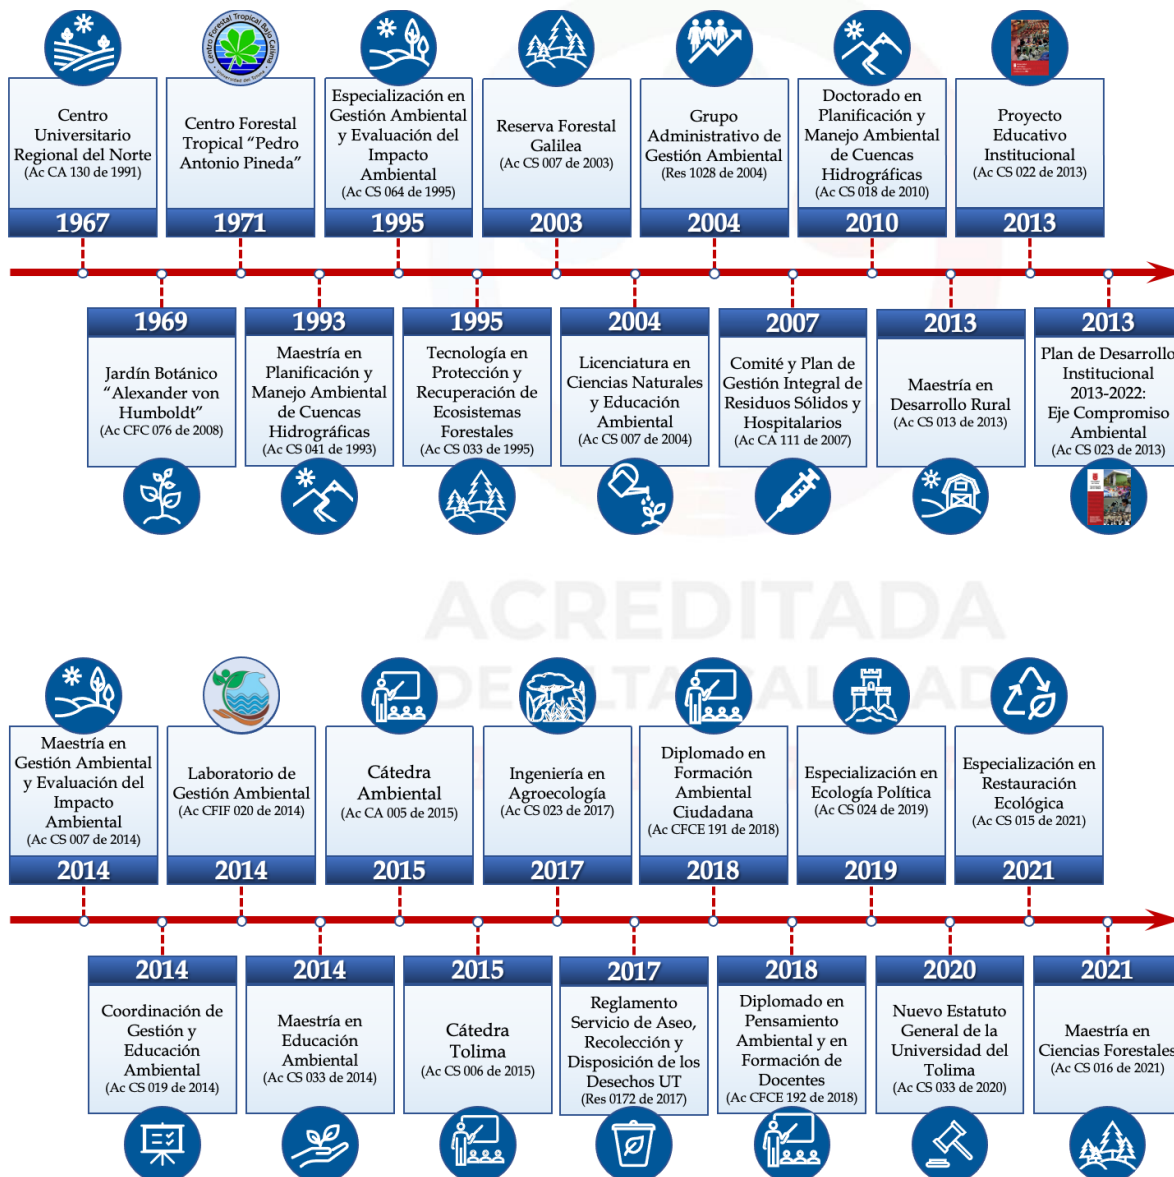 Centro Forestal Tropical Bajo Calima
Universidad del Tolima
Centro
Universitario
Regional del Norte
(Ac CA 130 de 1991)
1967
Centro Forestal
Tropical “Pedro
Antonio Pineda”
1971
Especialización en
Gestión Ambiental
y Evaluación del
Impacto
Ambiental
(Ac CS 064 de 1995)
1995
Reserva Forestal
Galilea
(Ac CS 007 de 2003)
2003
Grupo
Administrativo de
Gestión Ambiental
(Res 1028 de 2004)
2004
Doctorado en
Planificación y
Manejo Ambiental
de Cuencas
Hidrográficas
(Ac CS 018 de 2010)
2010
Proyecto
Educativo
Institucional
(Ac CS 022 de 2013)
2013
1969
Jardín Botánico
“Alexander von
Humboldt”
(Ac CFC 076 de 2008)
1993
Maestría en
Planificación y
Manejo Ambiental
de Cuencas
Hidrográficas
(Ac CS 041 de 1993)
1995
Tecnología en
Protección y
Recuperación de
Ecosistemas
Forestales
(Ac CS 033 de 1995)
2004
Licenciatura en
Ciencias Naturales
y Educación
Ambiental
(Ac CS 007 de 2004)
2007
Comité y Plan de
Gestión Integral de
Residuos Sólidos y
Hospitalarios
(Ac CA 111 de 2007)
2013
Maestría en
Desarrollo Rural
(Ac CS 013 de 2013)
2013
Plan de Desarrollo
Institucional
2013-2022:
Eje Compromiso
Ambiental
(Ac CS 023 de 2013)
ACREDITADA
DE ALTA CALIDAD
Maestría en
Gestión Ambiental
y Evaluación del
Impacto
Ambiental
(Ac CS 007 de 2014)
2014
Laboratorio de
Gestión Ambiental
(Ac CFIF 020 de 2014)
2014
Cátedra
Ambiental
(Ac CA 005 de 2015)
2015
Ingeniería en
Agroecología
(Ac CS 023 de 2017)
2017
Diplomado en
Formación
Ambiental
Ciudadana
(Ac CFCE 191 de 2018)
2018
Especialización en
Ecología Política
(Ac CS 024 de 2019)
2019
Especialización en
Restauración
Ecológica
(Ac CS 015 de 2021)
2021
2014
Coordinación de
Gestión y
Educación
Ambiental
(Ac CS 019 de 2014)
2014
Maestría en
Educación
Ambiental
(Ac CS 033 de 2014)
2015
Cátedra
Tolima
(Ac CS 006 de 2015)
2017
Reglamento
Servicio de Aseo,
Recolección y
Disposición de los
Desechos UT
(Res 0172 de 2017)
2018
Diplomado en
Pensamiento
Ambiental y en
Formación de
Docentes
(Ac CFCE 192 de 2018)
2020
Nuevo Estatuto
General de la
Universidad del
Tolima
(Ac CS 033 de 2020)
2021
Maestría en
Ciencias Forestales
(Ac CS 016 de 2021)